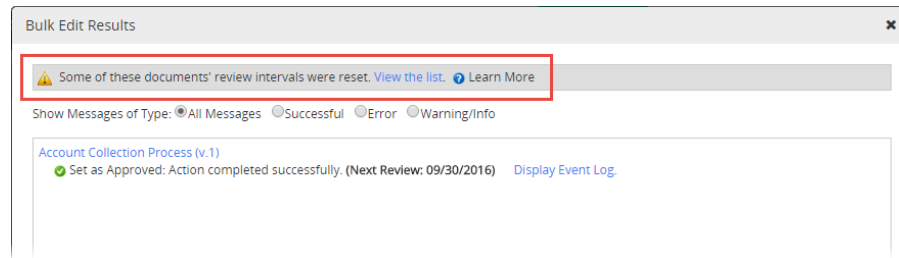 Bulk Edit Results
Some of these documents' review intervals were reset. View the list. Learn More
Show Messages of Type: All Messages Successful Error Warning/Info
Account Collection Process (v.1)
Set as Approved: Action completed successfully. (Next Review: 09/30/2016) Display Event Log.